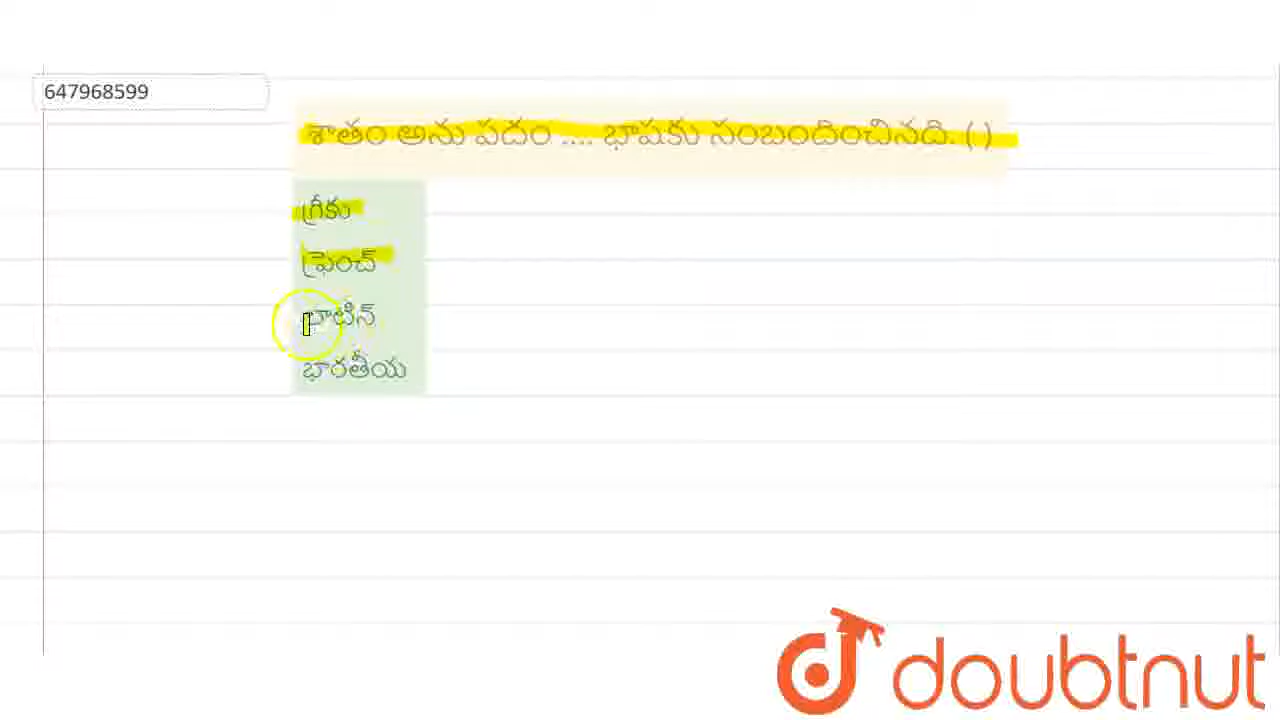 647968599
శాతం అను పదం .... భాషకు సంబందించినది. ( )
గ్రీకు
ఫ్రెంచ్
లాటిన్
భారతీయ
doubtnut